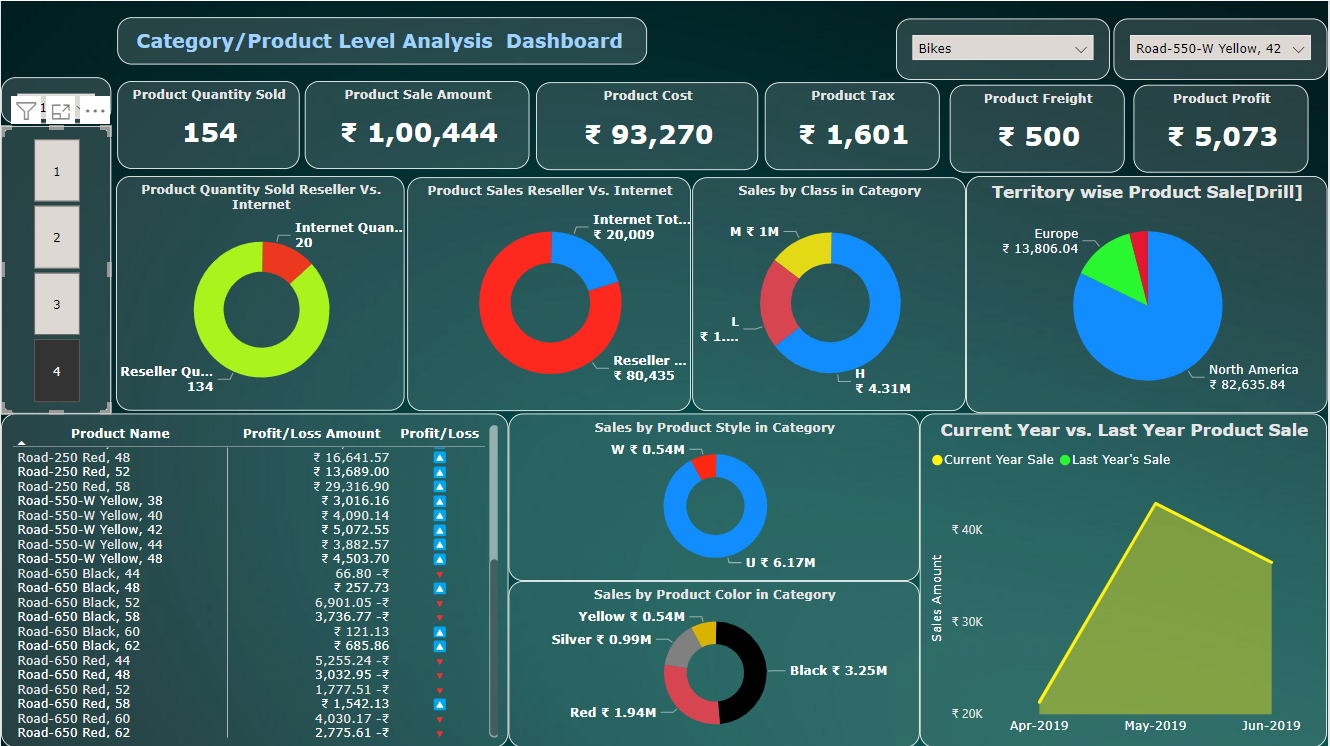 Category/Product Level Analysis  Dashboard
Bikes
Road-550-W Yellow, 42
1
1
2
3
4
Product Quantity Sold
154
Product Sale Amount
₹ 1,00,444
Product Cost
₹ 93,270
Product Tax
₹ 1,601
Product Freight
₹ 500
Product Profit
₹ 5,073
Product Quantity Sold Reseller Vs.
Internet
Internet Quan...
20
Reseller Qu...
134
Product Sales Reseller Vs. Internet
Internet Tot...
₹ 20,009
Reseller ...
₹ 80,435
Sales by Class in Category
M ₹ 1M
L
₹ 1....
H
₹ 4.31M
Territory wise Product Sale[Drill]
Europe
₹ 13,806.04
North America
₹ 82,635.84
Product Name Profit/Loss Amount Profit/Loss
Road-250 Red, 48 ₹ 16,641.57
Road-250 Red, 52 ₹ 13,689.00
Road-250 Red, 58 ₹ 29,316.90
Road-550-W Yellow, 38 ₹ 3,016.16
Road-550-W Yellow, 40 ₹ 4,090.14
Road-550-W Yellow, 42 ₹ 5,072.55
Road-550-W Yellow, 44 ₹ 3,882.57
Road-550-W Yellow, 48 ₹ 4,503.70
Road-650 Black, 44 66.80 -₹
Road-650 Black, 48 ₹ 257.73
Road-650 Black, 52 6,901.05 -₹
Road-650 Black, 58 3,736.77 -₹
Road-650 Black, 60 ₹ 121.13
Road-650 Black, 62 ₹ 685.86
Road-650 Red, 44 5,255.24 -₹
Road-650 Red, 48 3,032.95 -₹
Road-650 Red, 52 1,777.51 -₹
Road-650 Red, 58 ₹ 1,542.13
Road-650 Red, 60 4,030.17 -₹
Road-650 Red, 62 2,775.61 -₹
Sales by Product Style in Category
W ₹ 0.54M
U ₹ 6.17M
Sales by Product Color in Category
Yellow ₹ 0.54M
Silver ₹ 0.99M
Black ₹ 3.25M
Red ₹ 1.94M
Current Year vs. Last Year Product Sale
Current Year Sale Last Year's Sale
Sales Amount
₹ 40K
₹ 30K
₹ 20K
Apr-2019 May-2019 Jun-2019